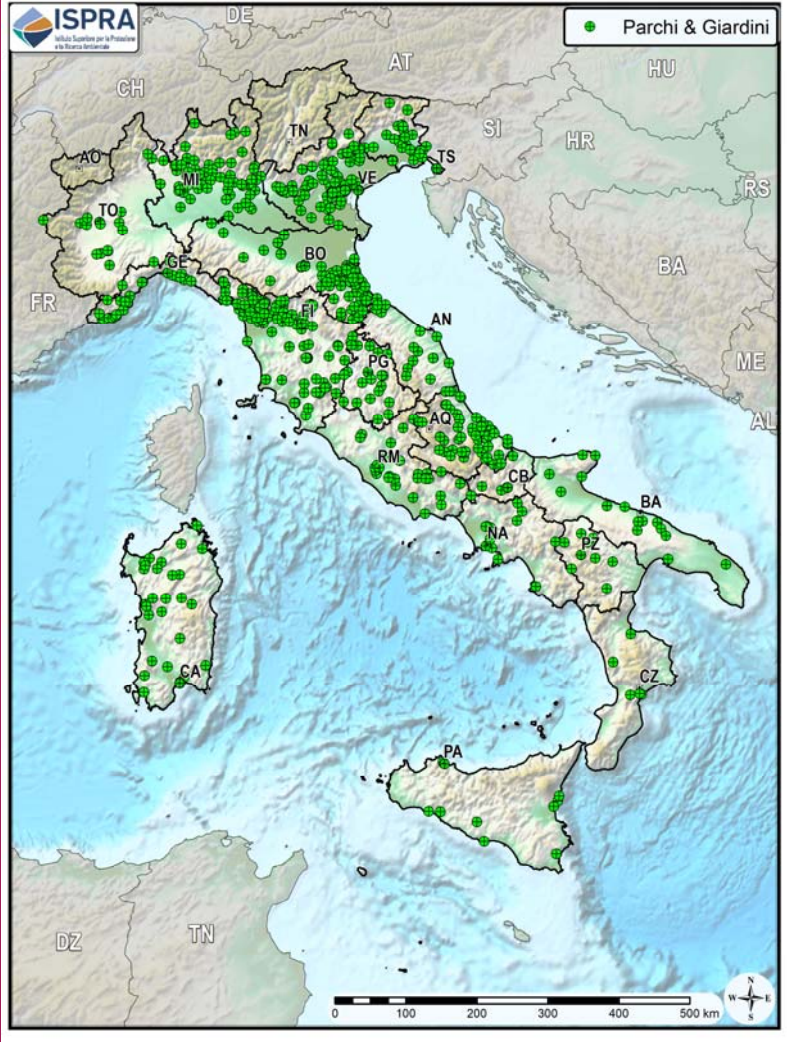 ISPRA
Istituto Superiore per la Protezione
e la Ricerca Ambientale
Parchi & Giardini
DE
AT
HU
CH
SI
HR
TN
AO
TS
MI
VE
RS
TO
BO
BA
GE
FR
FI
AN
ME
PG
AL
AQ
RM
CB
BA
NA
PZ
CA
CZ
PA
DZ
TN
N
W E
S
0 100 200 300 400 500 km